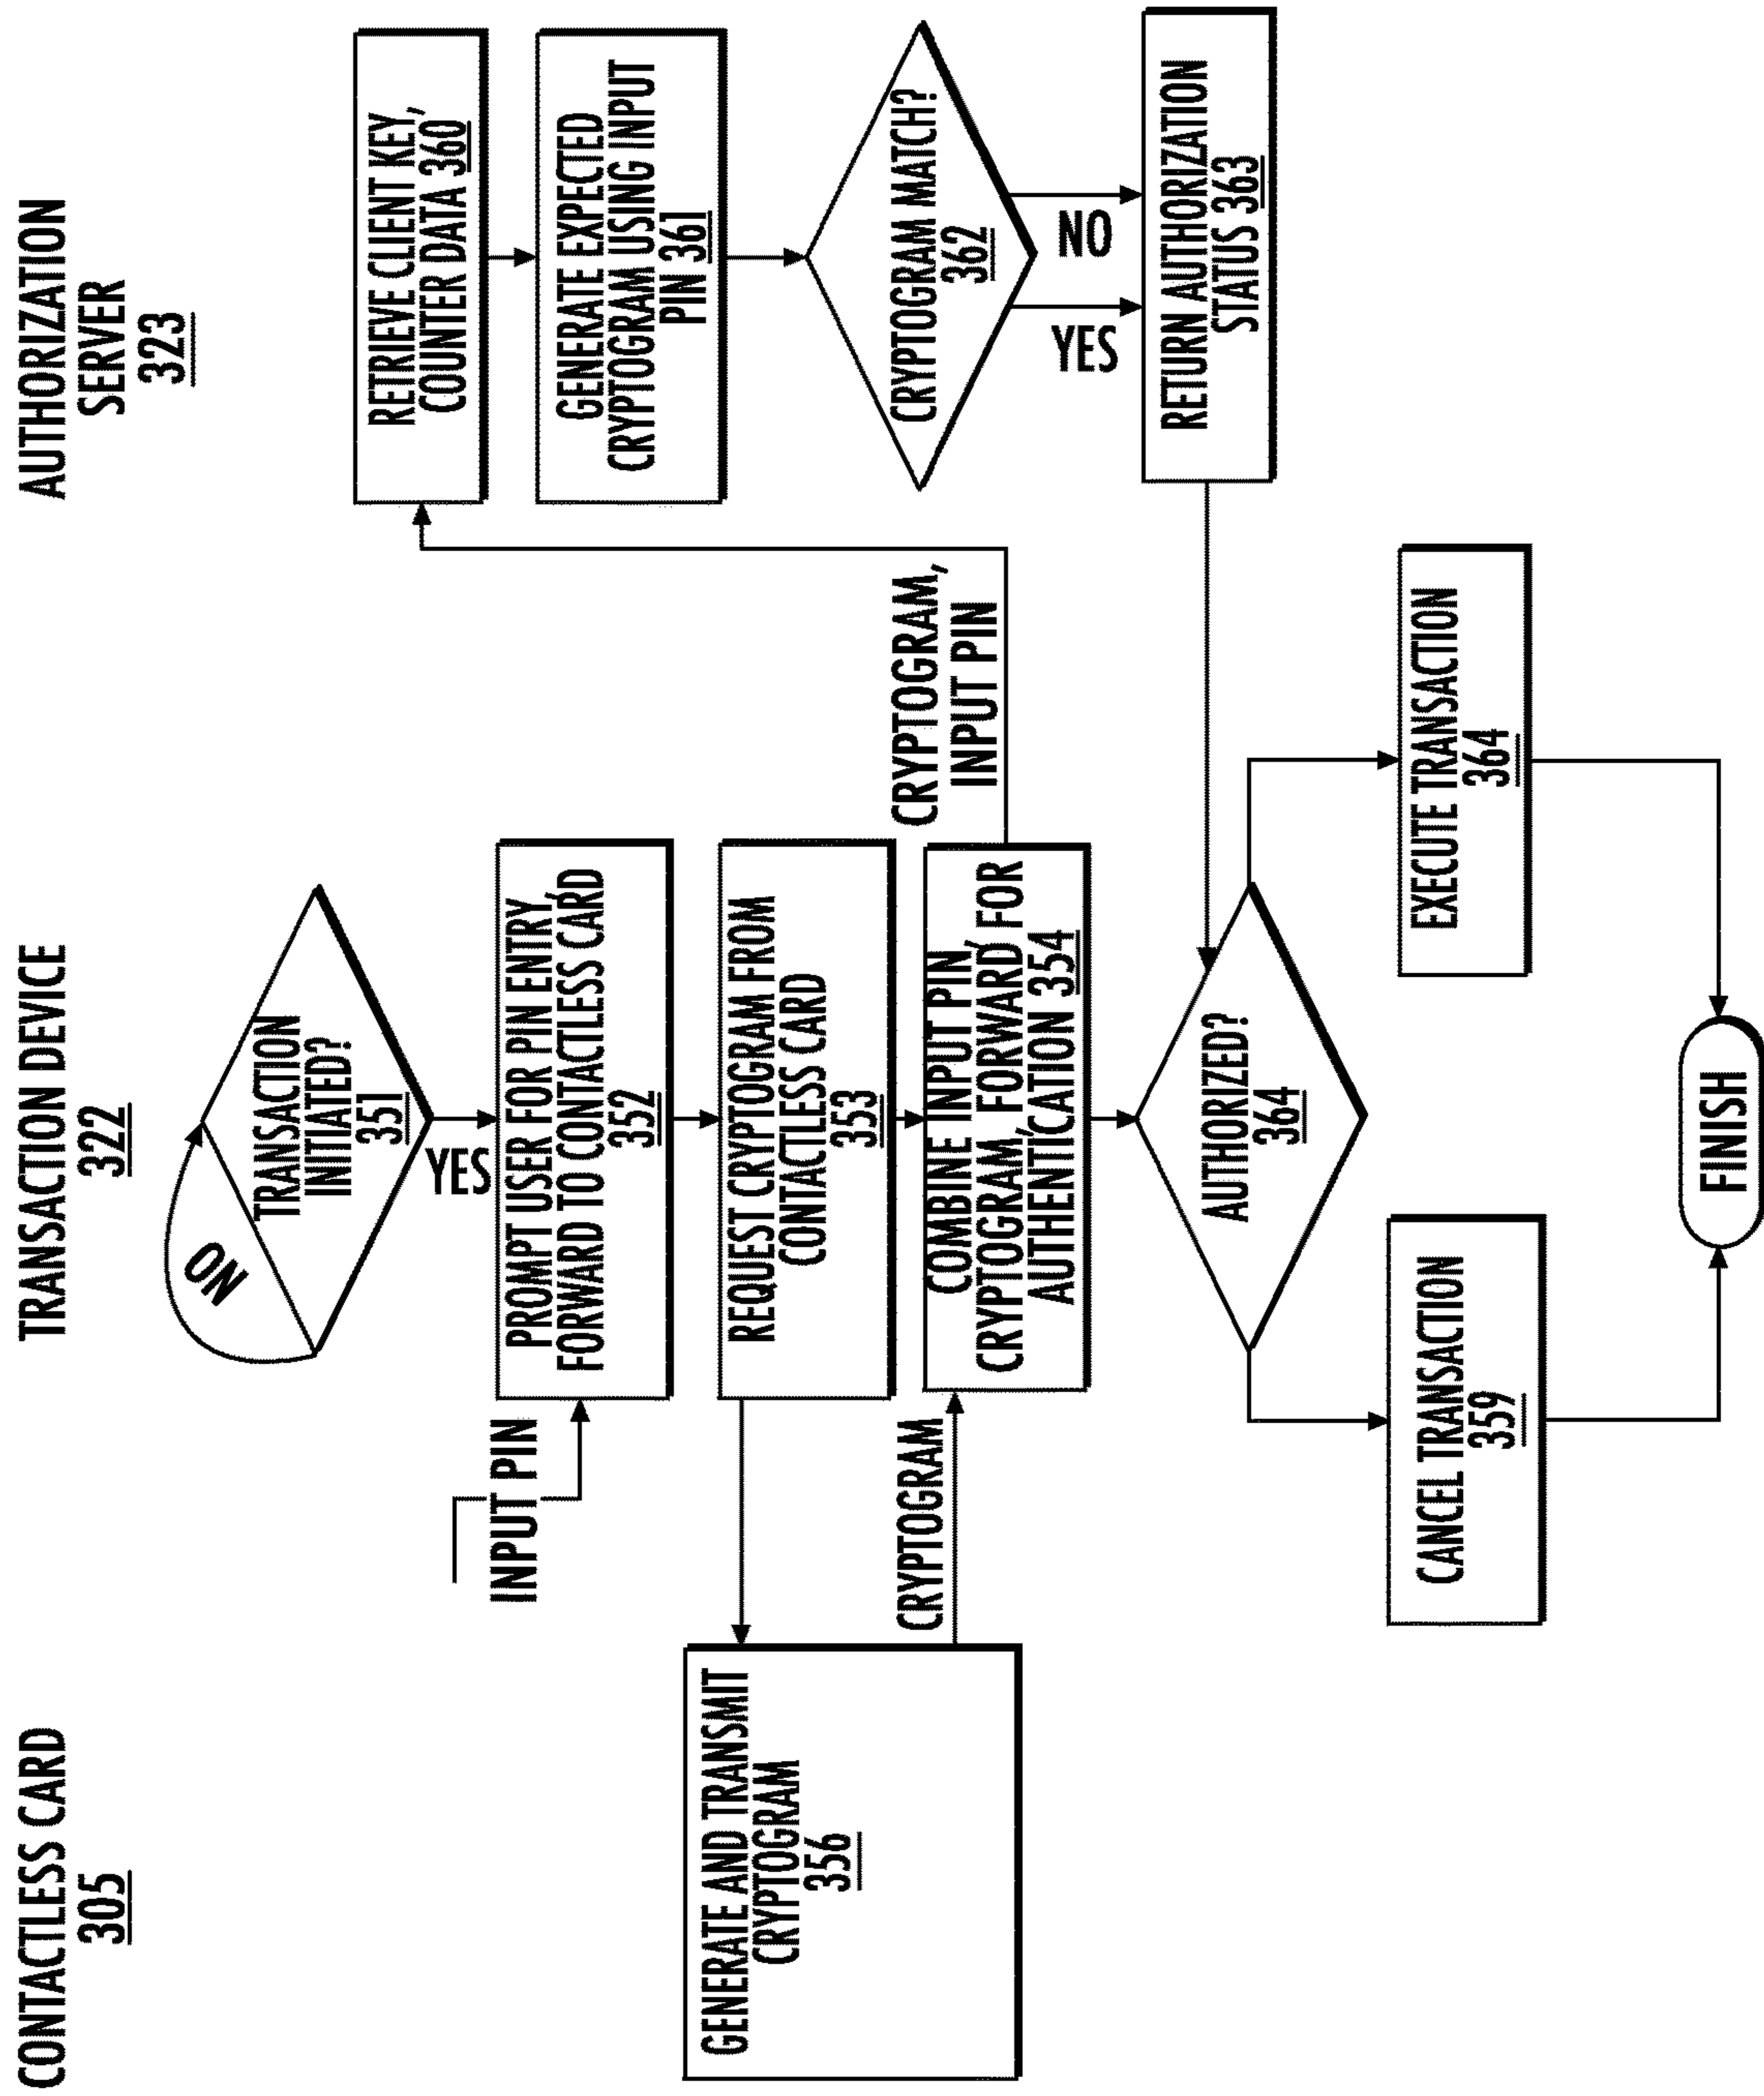 CONTACTLESS CARD
305
TRANSACTION DEVICE
322
AUTHORIZATION
SERVER
323
NO
TRANSACTION
INITIATED?
351
YES
INPUT PIN
PROMPT USER FOR PIN ENTRY,
FORWARD TO CONTACTLESS CARD
352
REQUEST CRYPTOGRAM FROM
CONTACTLESS CARD
353
GENERATE AND TRANSMIT
CRYPTOGRAM
356
CRYPTOGRAM
COMBINE INPUT PIN,
CRYPTOGRAM, FORWARD FOR
AUTHENTICATION 354
CRYPTOGRAM,
INPUT PIN
RETRIEVE CLIENT KEY,
COUNTER DATA 360
GENERATE EXPECTED
CRYPTOGRAM USING INPUT
PIN 361
CRYPTOGRAM MATCH?
362
YES
NO
RETURN AUTHORIZATION
STATUS 363
AUTHORIZED?
364
CANCEL TRANSACTION
359
EXECUTE TRANSACTION
364
FINISH